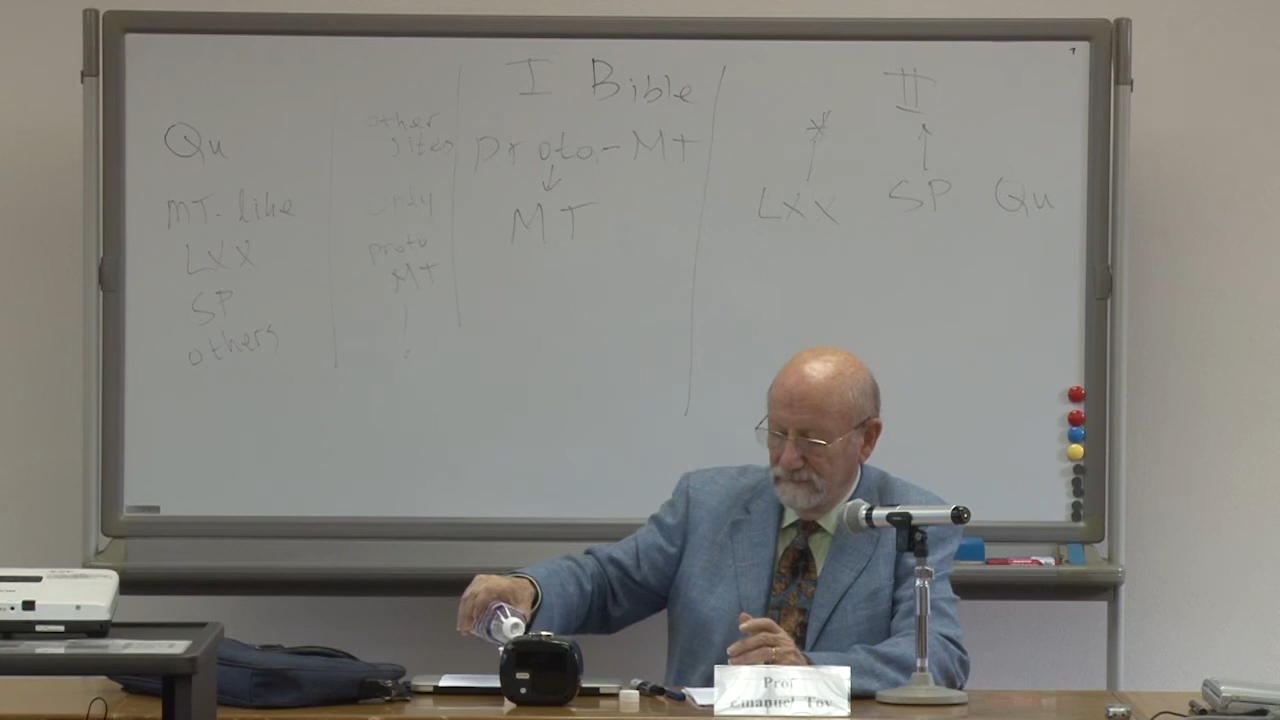 I Bible
II
Qu
other
sites
proto-MT
MT-like
only
MT
LXX
SP
Qu
LXX
proto
MT
!
SP
others
Prof
Emanuel Tov